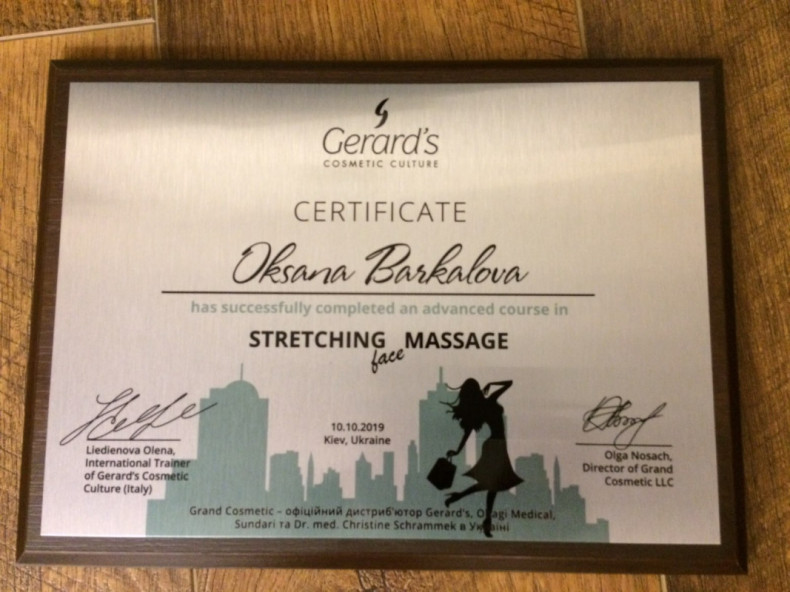 Gerard's
COSMETIC CULTURE
CERTIFICATE
Oksana Barkalova
has successfully completed an advanced course in
STRETCHING face MASSAGE
10.10.2019
Kiev, Ukraine
Liedienova Olena,
International Trainer
of Gerard's Cosmetic
Culture (Italy)
Olga Nosach,
Director of Grand
Cosmetic LLC
Grand Cosmetic – офіційний дистриб'ютор Gerard's, Medical,
Sundari та Dr. med. Christine Schrammek в Україні